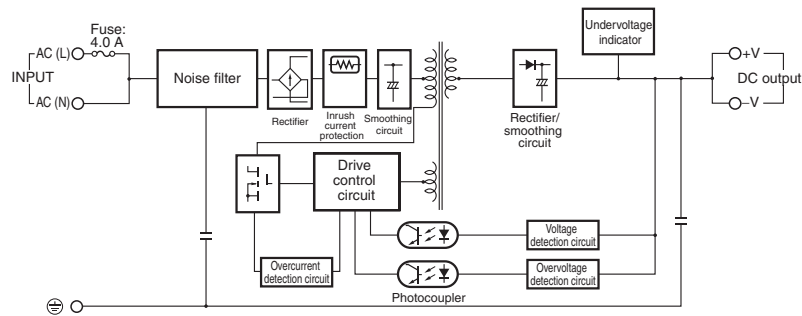 Fuse:
4.0 A
AC (L)
INPUT
AC (N)
Noise filter
Rectifier
Inrush
current
protection
Smoothing
circuit
Rectifier/
smoothing
circuit
Undervoltage
indicator
+V
DC output
−V
Drive
control
circuit
Overcurrent
detection circuit
Voltage
detection circuit
Overvoltage
detection circuit
Photocoupler